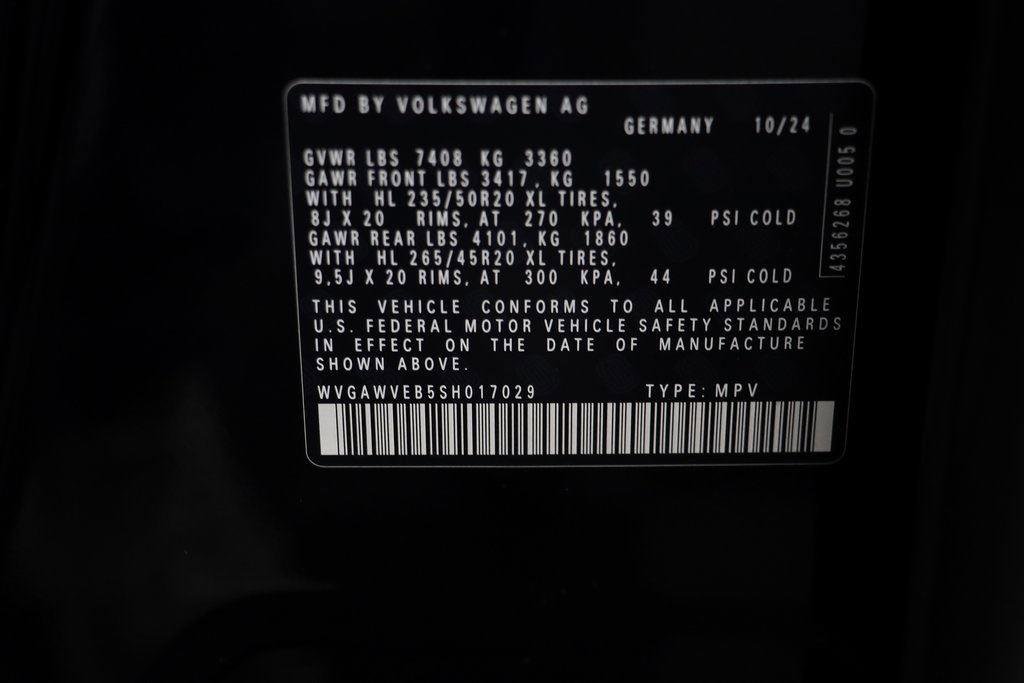 MFD BY VOLKSWAGEN AG
GERMANY 10/24
GVWR LBS 7408 KG 3360
GAWR FRONT LBS 3417, KG 1550
WITH HL 235/50R20 XL TIRES,
8J X 20 RIMS, AT 270 KPA, 39 PSI COLD
GAWR REAR LBS 4101, KG 1860
WITH HL 265/45R20 XL TIRES,
9,5J X 20 RIMS, AT 300 KPA, 44 PSI COLD
THIS VEHICLE CONFORMS TO ALL APPLICABLE
U.S. FEDERAL MOTOR VEHICLE SAFETY STANDARDS
IN EFFECT ON THE DATE OF MANUFACTURE
SHOWN ABOVE.
WVGAWVEB5SH017029 TYPE: MPV
4356268 U005 0